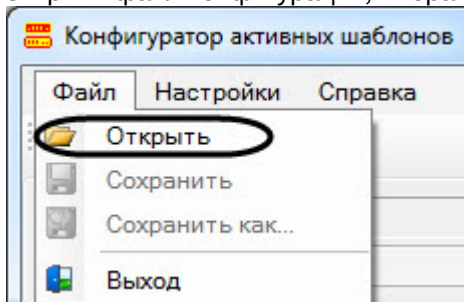 Конфигуратор активных шаблонов
Файл Настройки Справка
Открыть
Сохранить
Сохранить как...
Выход